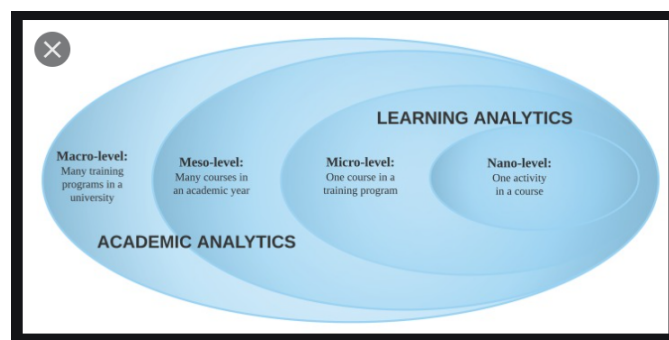 LEARNING ANALYTICS
Macro-level:
Many training
programs in a
university
Meso-level:
Many courses in
an academic year
Micro-level:
One course in a
training program
Nano-level:
One activity
in a course
ACADEMIC ANALYTICS